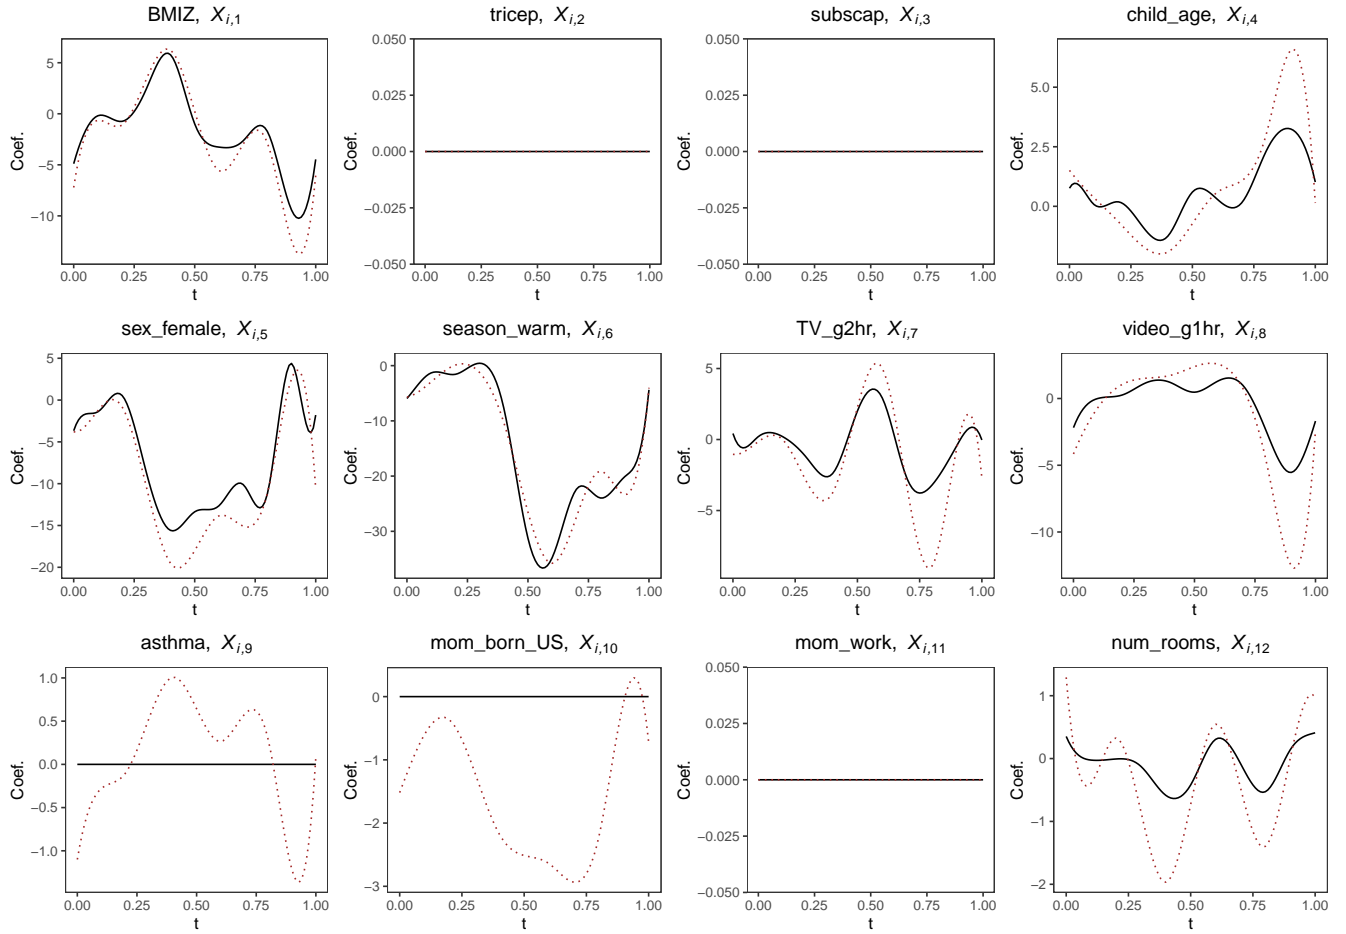 BMIZ, X i,1
tricep, X i,2
subscap, X i,3
child_age, X i,4
Coef.
5
0
−5
−10
0.00 0.25 0.50 0.75 1.00
t
Coef.
0.050
0.025
0.000
−0.025
−0.050
0.00 0.25 0.50 0.75 1.00
t
Coef.
0.050
0.025
0.000
−0.025
−0.050
0.00 0.25 0.50 0.75 1.00
t
Coef.
5.0
2.5
0.0
0.00 0.25 0.50 0.75 1.00
t
sex_female, X i,5
season_warm, X i,6
TV_g2hr, X i,7
video_g1hr, X i,8
Coef.
5
0
−5
−10
−15
−20
0.00 0.25 0.50 0.75 1.00
t
Coef.
0
−10
−20
−30
0.00 0.25 0.50 0.75 1.00
t
Coef.
5
0
−5
0.00 0.25 0.50 0.75 1.00
t
Coef.
0
−5
−10
0.00 0.25 0.50 0.75 1.00
t
asthma, X i,9
mom_born_US, X i,10
mom_work, X i,11
num_rooms, X i,12
Coef.
1.0
0.5
0.0
−0.5
−1.0
0.00 0.25 0.50 0.75 1.00
t
Coef.
0
−1
−2
−3
0.00 0.25 0.50 0.75 1.00
t
Coef.
0.050
0.025
0.000
−0.025
−0.050
0.00 0.25 0.50 0.75 1.00
t
Coef.
1
0
−1
−2
0.00 0.25 0.50 0.75 1.00
t